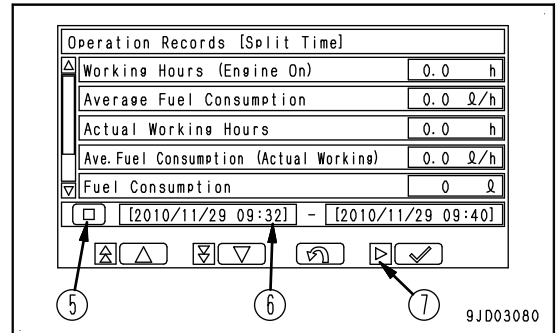 Operation Records [Split Time]
Working Hours (Engine On) 0.0 h
Average Fuel Consumption 0.0 ℓ/h
Actual Working Hours 0.0 h
Ave.Fuel Consumption (Actual Working) 0.0 ℓ/h
Fuel Consumption 0 ℓ
[2010/11/29 09:32] - [2010/11/29 09:40]
5 6 7
9JD03080